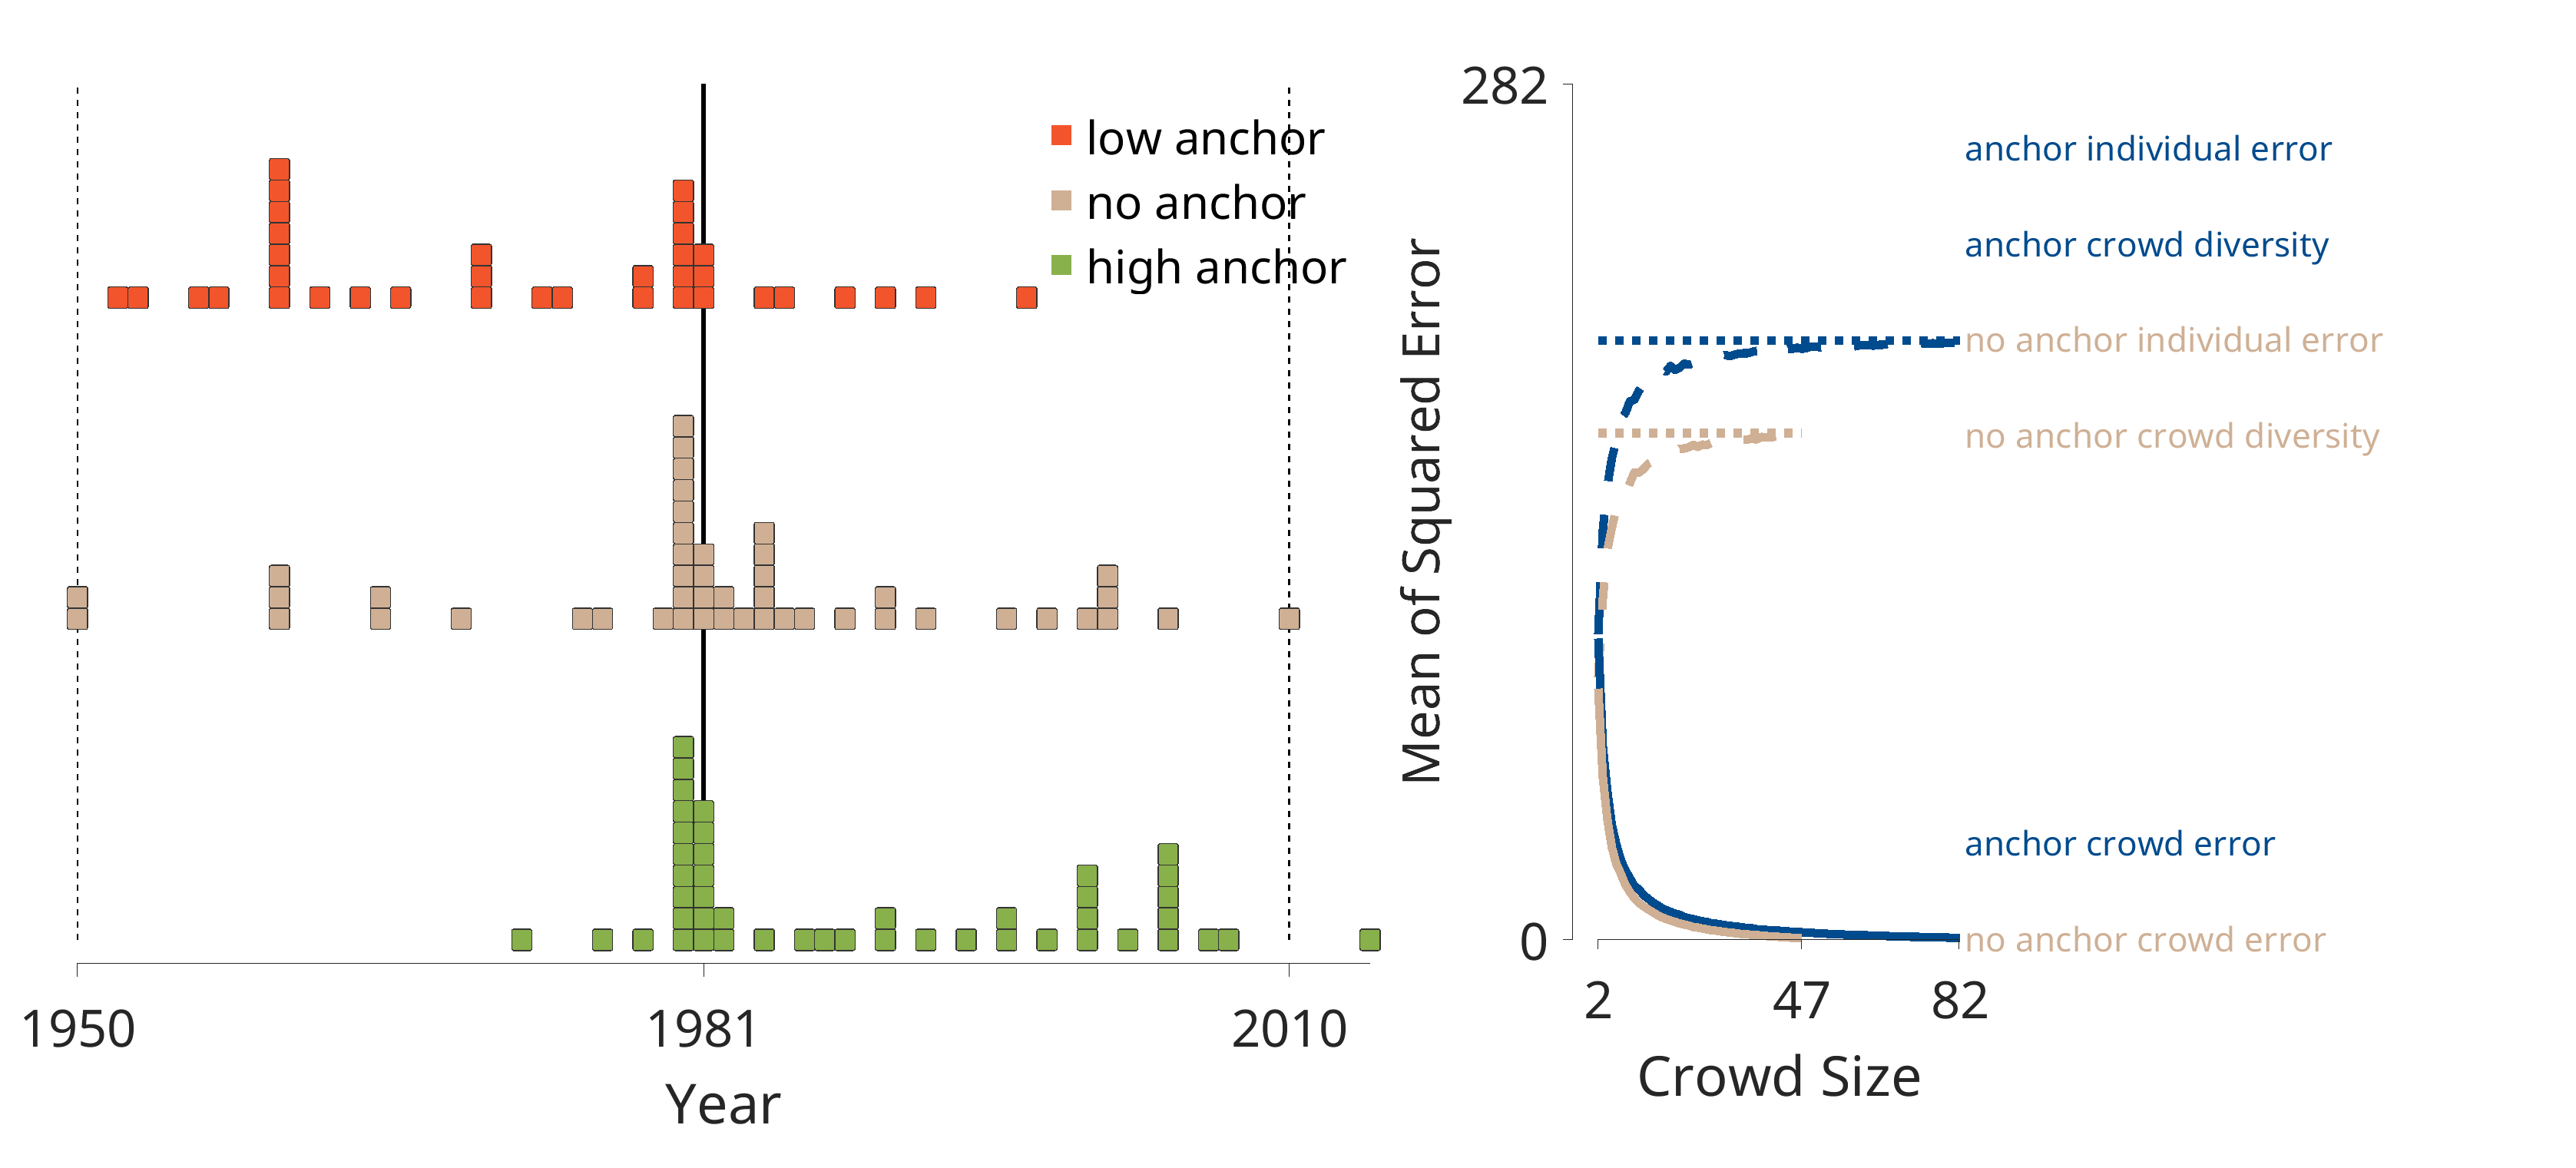 low anchor
no anchor
high anchor
1950
1981
2010
Year
Mean of Squared Error
282
0
anchor individual error
anchor crowd diversity
no anchor individual error
no anchor crowd diversity
anchor crowd error
no anchor crowd error
2
47
82
Crowd Size